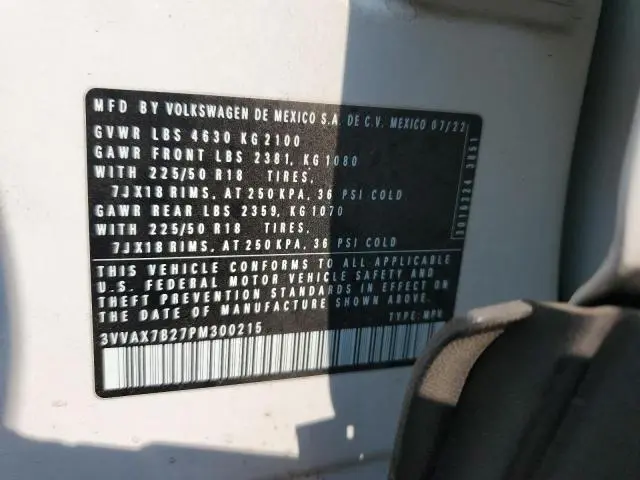 MFD BY VOLKSWAGEN DE MEXICO S.A. DE C.V. MEXICO 07/22
GVWR LBS 4630 KG 2100
GAWR FRONT LBS 2381, KG 1080
WITH 225/50 R18 TIRES,
7JX18 RIMS, AT 250 KPA, 36 PSI COLD
GAWR REAR LBS 2359, KG 1070
WITH 225/50 R18 TIRES,
7JX18 RIMS, AT 250 KPA, 36 PSI COLD
THIS VEHICLE CONFORMS TO ALL APPLICABLE
U.S. FEDERAL MOTOR VEHICLE SAFETY AND
THEFT PREVENTION STANDARDS IN EFFECT ON
THE DATE OF MANUFACTURE SHOWN ABOVE.
3VVAX7B27PM300215
TYPE: MPV